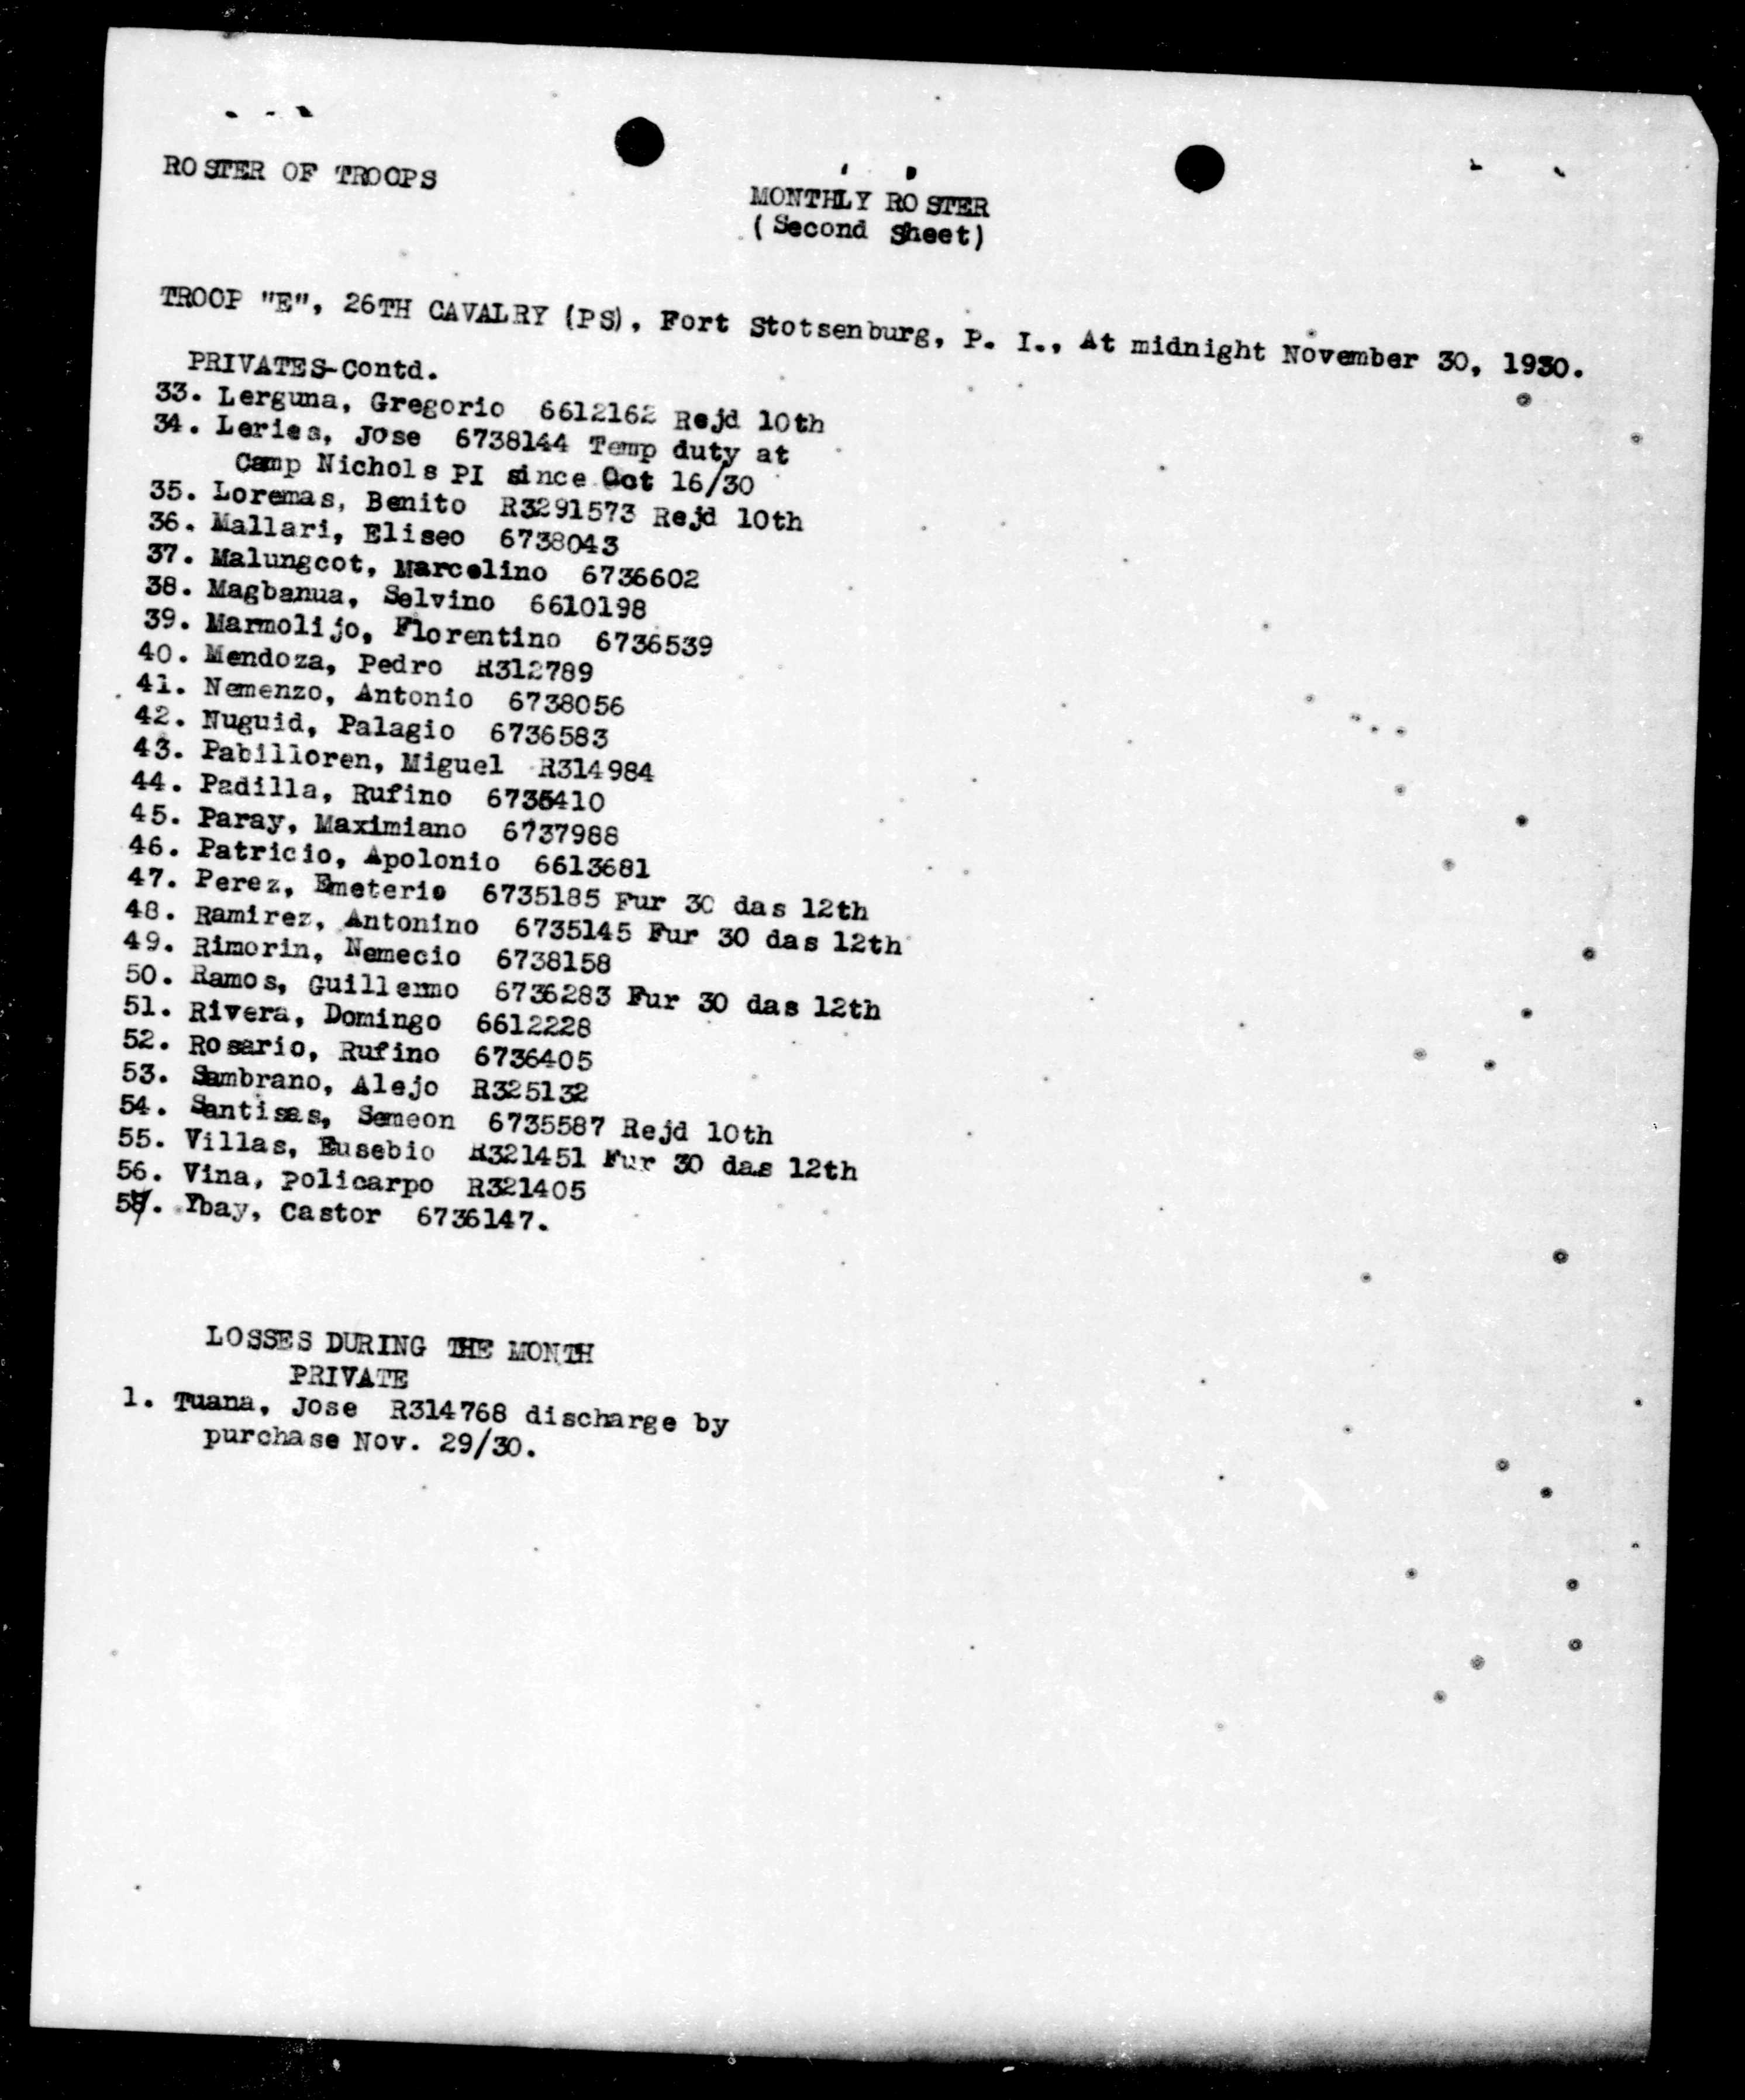 ROSTER OF TROOPS
MONTHLY ROSTER
(Second Sheet)
TROOP "E", 26TH CAVALRY (PS), Fort Stotsenburg, P. I., At midnight November 30, 1930.
PRIVATES-Contd.
33. Lerguna, Gregorio 6612162 Rejd 10th
34. Leries, Jose 6738144 Temp duty at
Camp Nichols PI since Oct 16/30
35. Loremas, Benito R3291573 Rejd 10th
36. Mallari, Eliseo 6738043
37. Malungcot, Marcelino 6736602
38. Magbanua, Selvino 6610198
39. Marmolijo, Florentino 6736539
40. Mendoza, Pedro R312789
41. Nemenzo, Antonio 6738056
42. Nuguid, Palagio 6736583
43. Pabilloren, Miguel R314984
44. Padilla, Rufino 6736410
45. Paray, Maximiano 6737988
46. Patricio, Apolonio 6613681
47. Perez, Emeterio 6735185 Fur 30 das 12th
48. Ramirez, Antonino 6735145 Fur 30 das 12th
49. Rimorin, Nemecio 6738158
50. Ramos, Guillermo 6736283 Fur 30 das 12th
51. Rivera, Domingo 6612228
52. Rosario, Rufino 6736405
53. Sambrano, Alejo R325132
54. Santisas, Semeon 6735587 Rejd 10th
55. Villas, Eusebio R321451 Fur 30 das 12th
56. Vina, Policarpo R321405
57. Ybay, Castor 6736147.
LOSSES DURING THE MONTH
PRIVATE
1. Tuana, Jose R314768 discharge by
purchase Nov. 29/30.